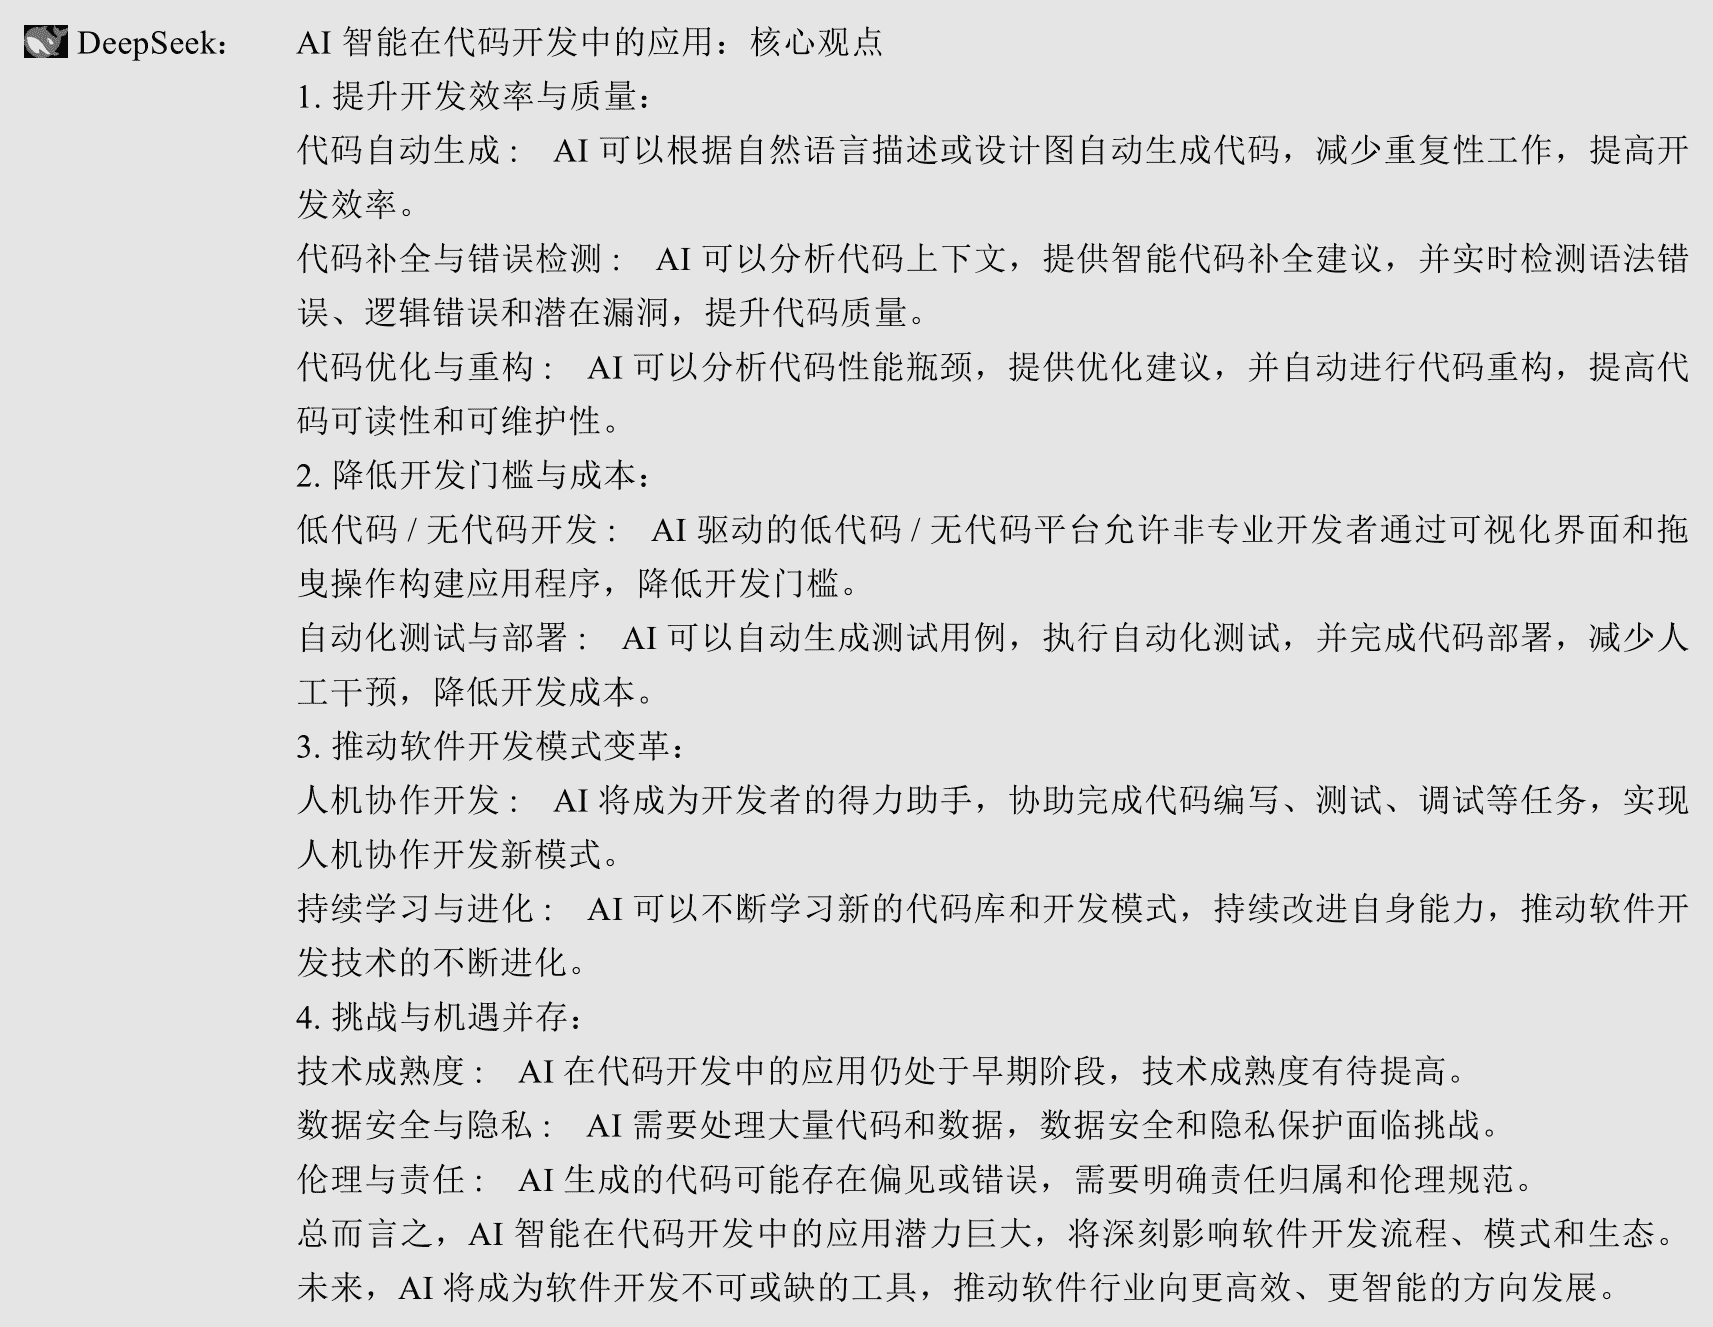 DeepSeek： AI 智能在代码开发中的应用：核心观点
1. 提升开发效率与质量：
代码自动生成： AI 可以根据自然语言描述或设计图自动生成代码，减少重复性工作，提高开
发效率。
代码补全与错误检测： AI 可以分析代码上下文，提供智能代码补全建议，并实时检测语法错
误、逻辑错误和潜在漏洞，提升代码质量。
代码优化与重构： AI 可以分析代码性能瓶颈，提供优化建议，并自动进行代码重构，提高代
码可读性和可维护性。
2. 降低开发门槛与成本：
低代码 / 无代码开发： AI 驱动的低代码 / 无代码平台允许非专业开发者通过可视化界面和拖
曳操作构建应用程序，降低开发门槛。
自动化测试与部署： AI 可以自动生成测试用例，执行自动化测试，并完成代码部署，减少人
工干预，降低开发成本。
3. 推动软件开发模式变革：
人机协作开发： AI 将成为开发者的得力助手，协助完成代码编写、测试、调试等任务，实现
人机协作开发新模式。
持续学习与进化： AI 可以不断学习新的代码库和开发模式，持续改进自身能力，推动软件开
发技术的不断进化。
4. 挑战与机遇并存：
技术成熟度： AI 在代码开发中的应用仍处于早期阶段，技术成熟度有待提高。
数据安全与隐私： AI 需要处理大量代码和数据，数据安全和隐私保护面临挑战。
伦理与责任： AI 生成的代码可能存在偏见或错误，需要明确责任归属和伦理规范。
总而言之，AI 智能在代码开发中的应用潜力巨大，将深刻影响软件开发流程、模式和生态。
未来，AI 将成为软件开发不可或缺的工具，推动软件行业向更高效、更智能的方向发展。